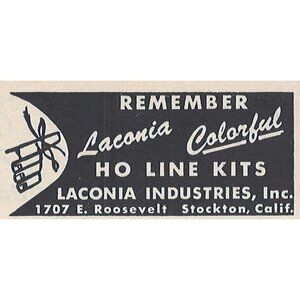 REMEMBER
Laconia Colorful
HO LINE KITS
LACONIA INDUSTRIES, Inc.
1707 E. Roosevelt Stockton, Calif.